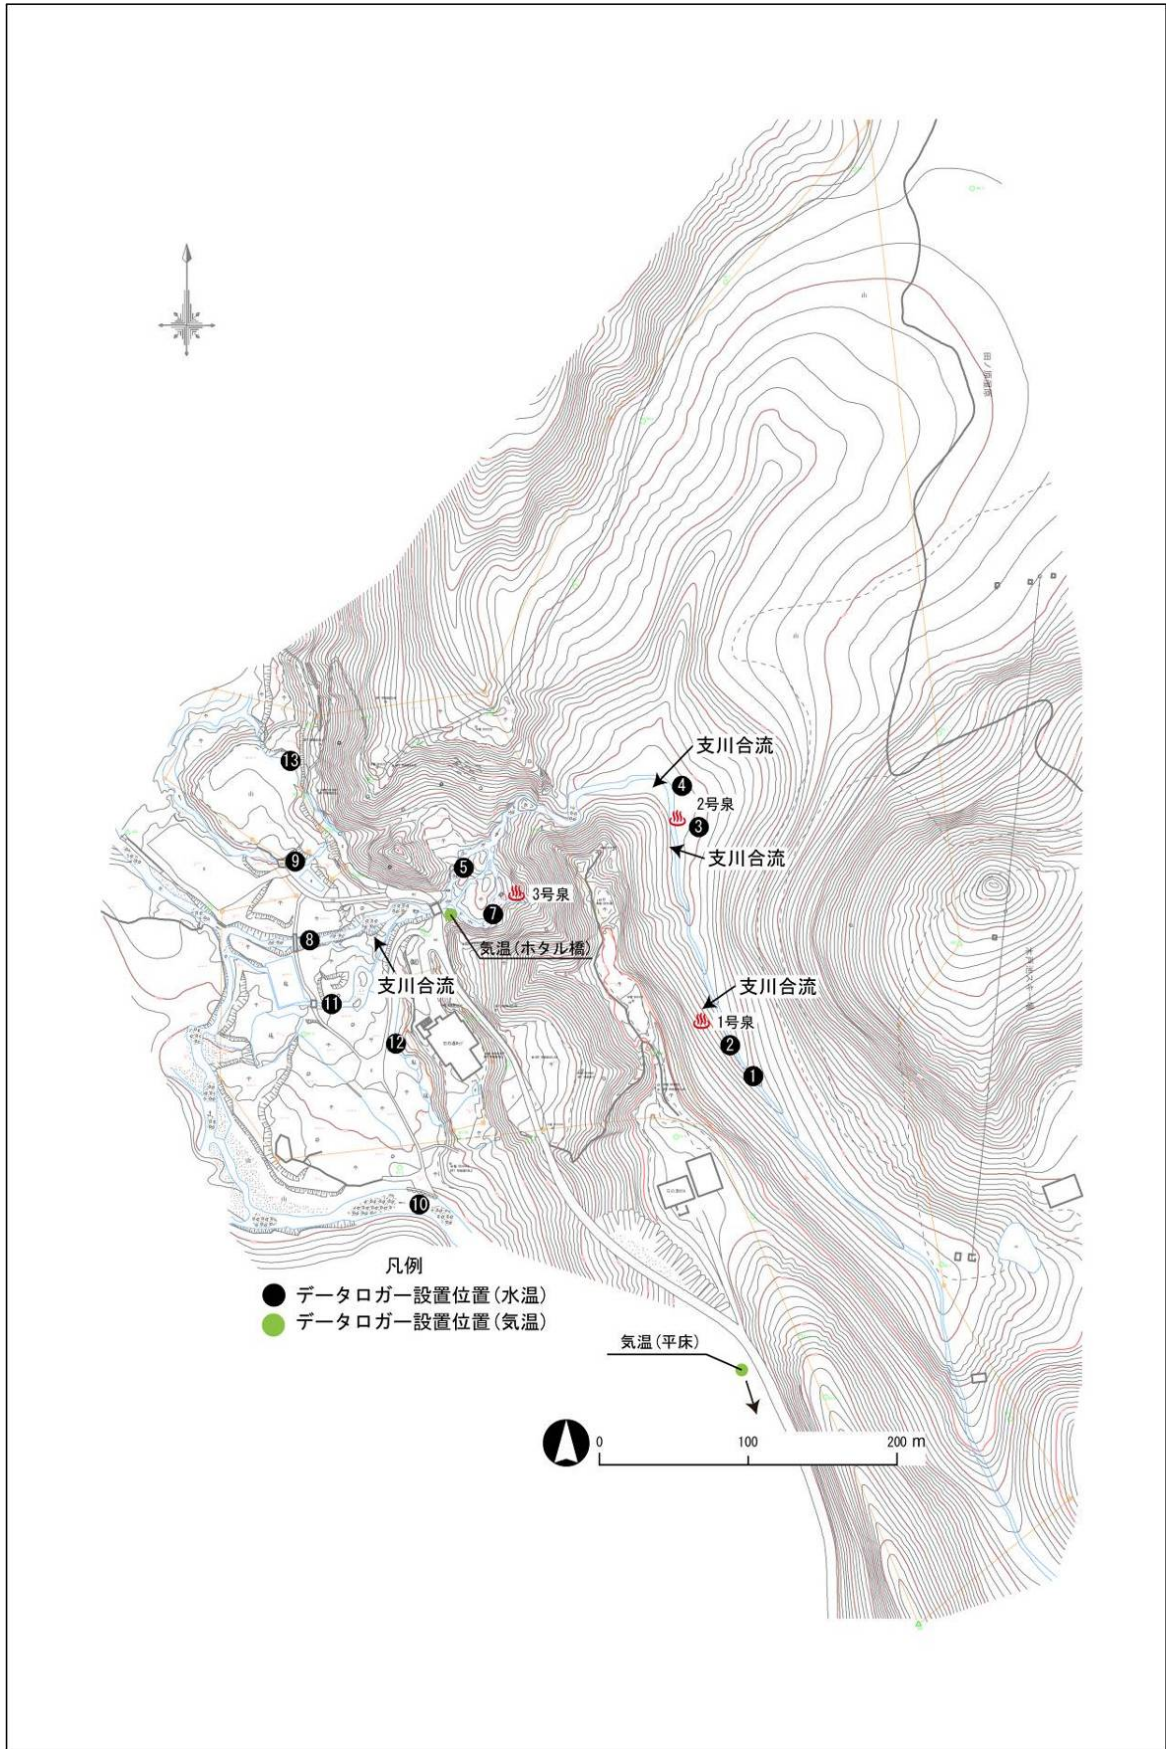 支川合流
4
2号泉
3
支川合流
13
9
5
3号泉
7
気温(ホタル橋)
8
支川合流
支川合流
11
1号泉
12
2
1
10
凡例
データロガー設置位置(水温)
データロガー設置位置(気温)
気温(平床)
0 100 200 m